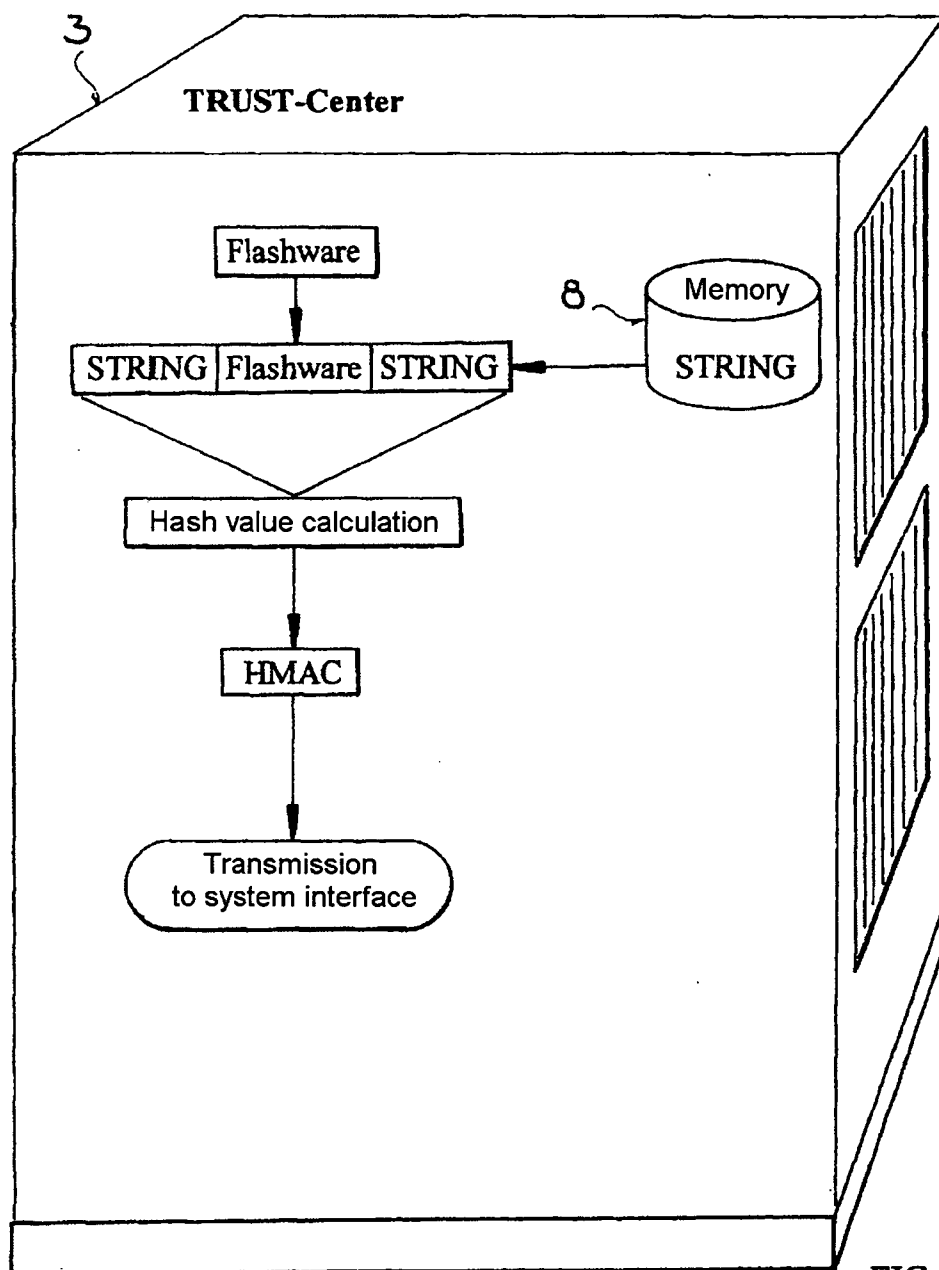 3
TRUST-Center
Flashware
8
Memory
STRING
STRING Flashware STRING
Hash value calculation
HMAC
Transmission
to system interface